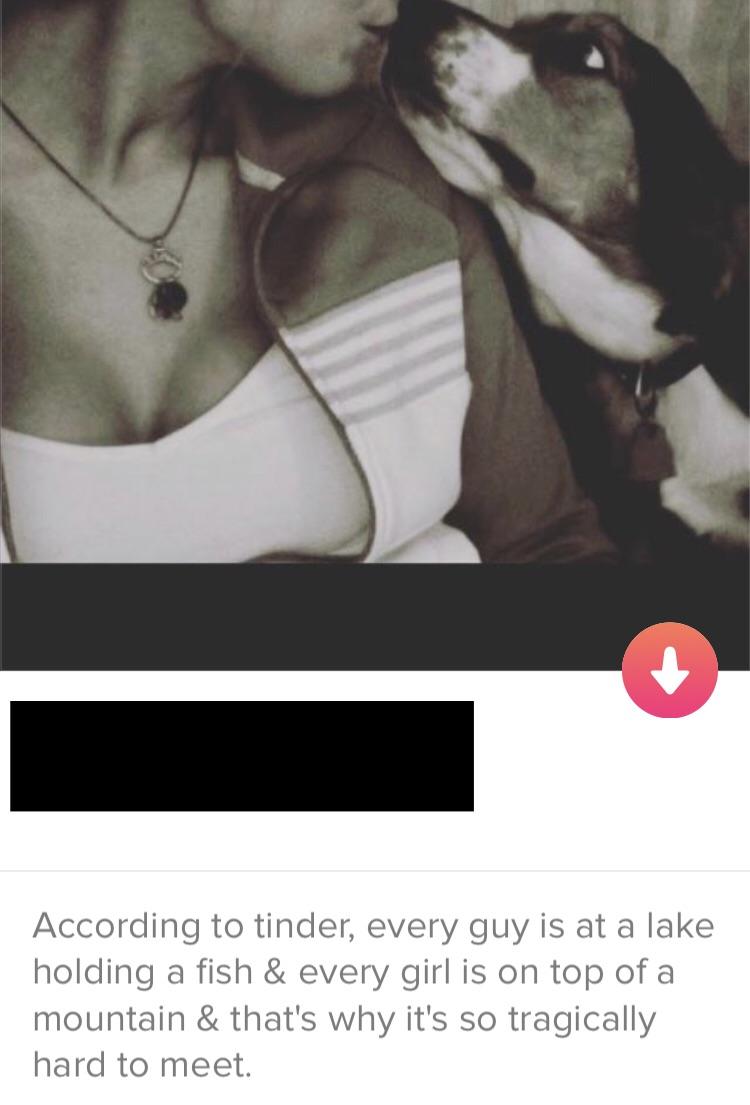 According to tinder, every guy is at a lake
holding a fish & every girl is on top of a
mountain & that's why it's so tragically
hard to meet.